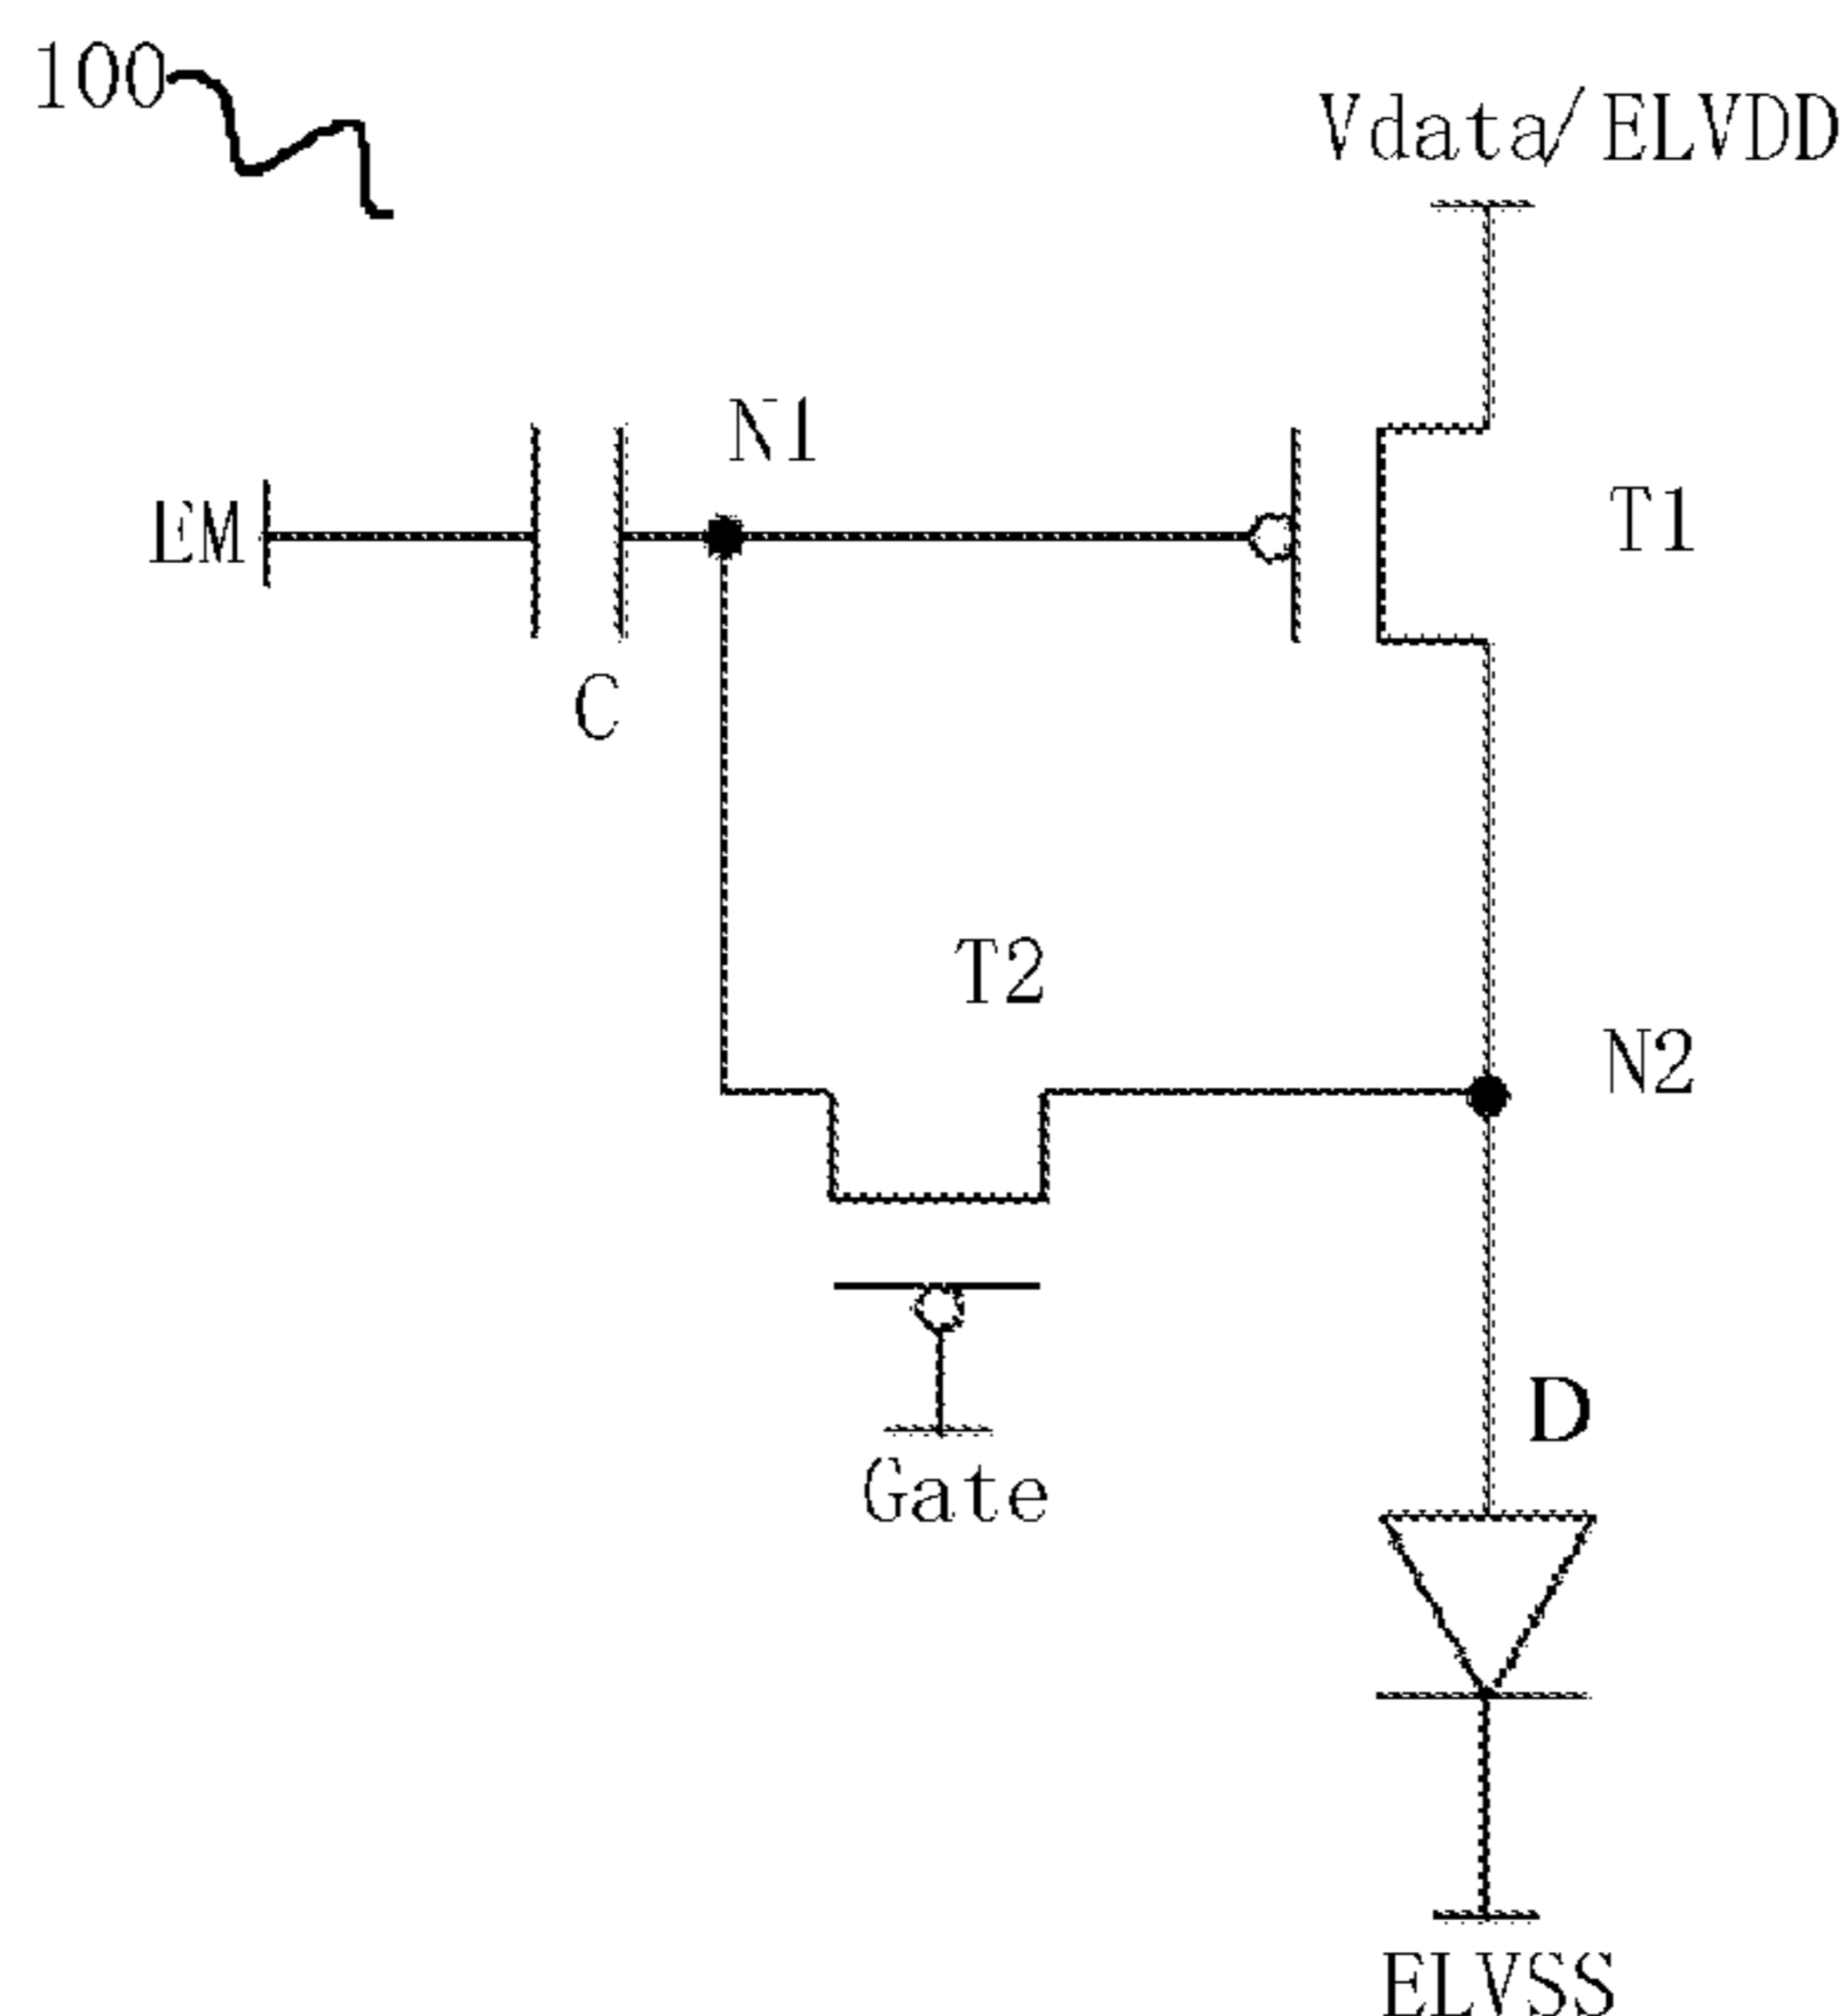 100
Vdata/ELVDD
N1
EM
T1
C
T2
N2
D
Gate
ELVSS